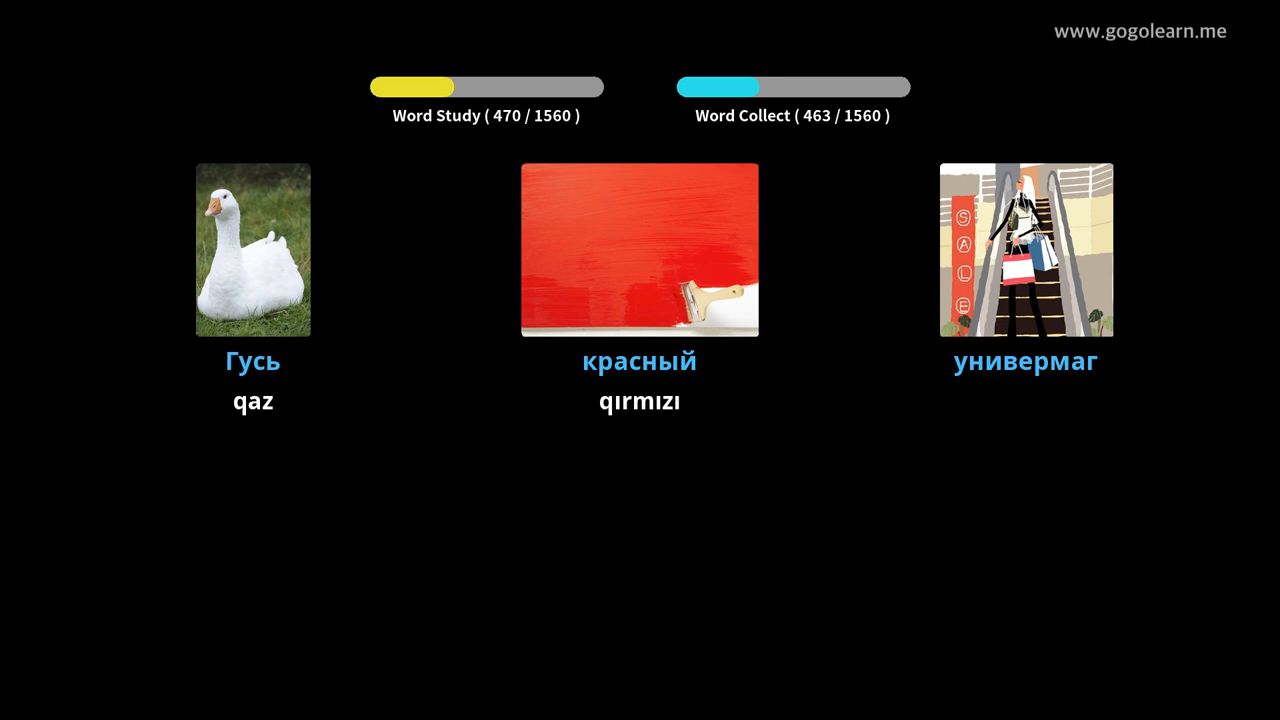 www.gogolearn.me
Word Study ( 470 / 1560 )
Word Collect ( 463 / 1560 )
SALE
Гусь
красный
универмаг
qaz
qırmızı